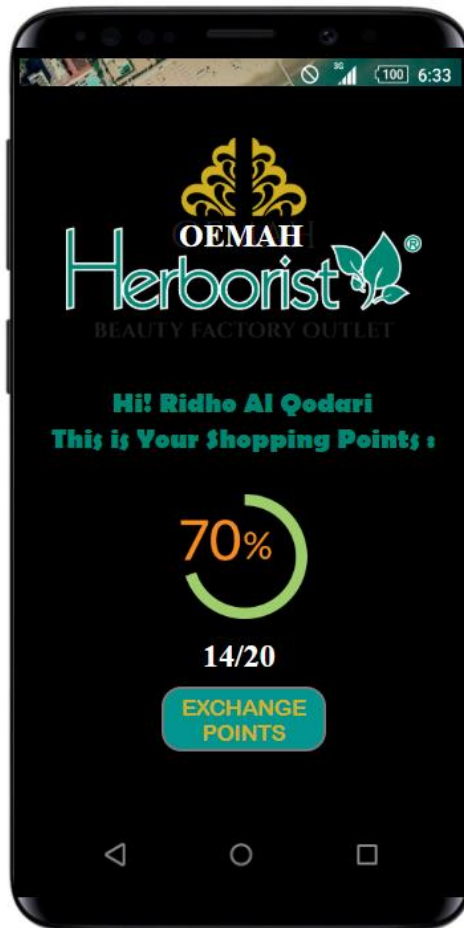 3G 100 6:33
OEMAH
Herborist®
BEAUTY FACTORY OUTLET
Hi! Ridho Al Qodari
This is Your Shopping Points :
70%
14/20
EXCHANGE
POINTS